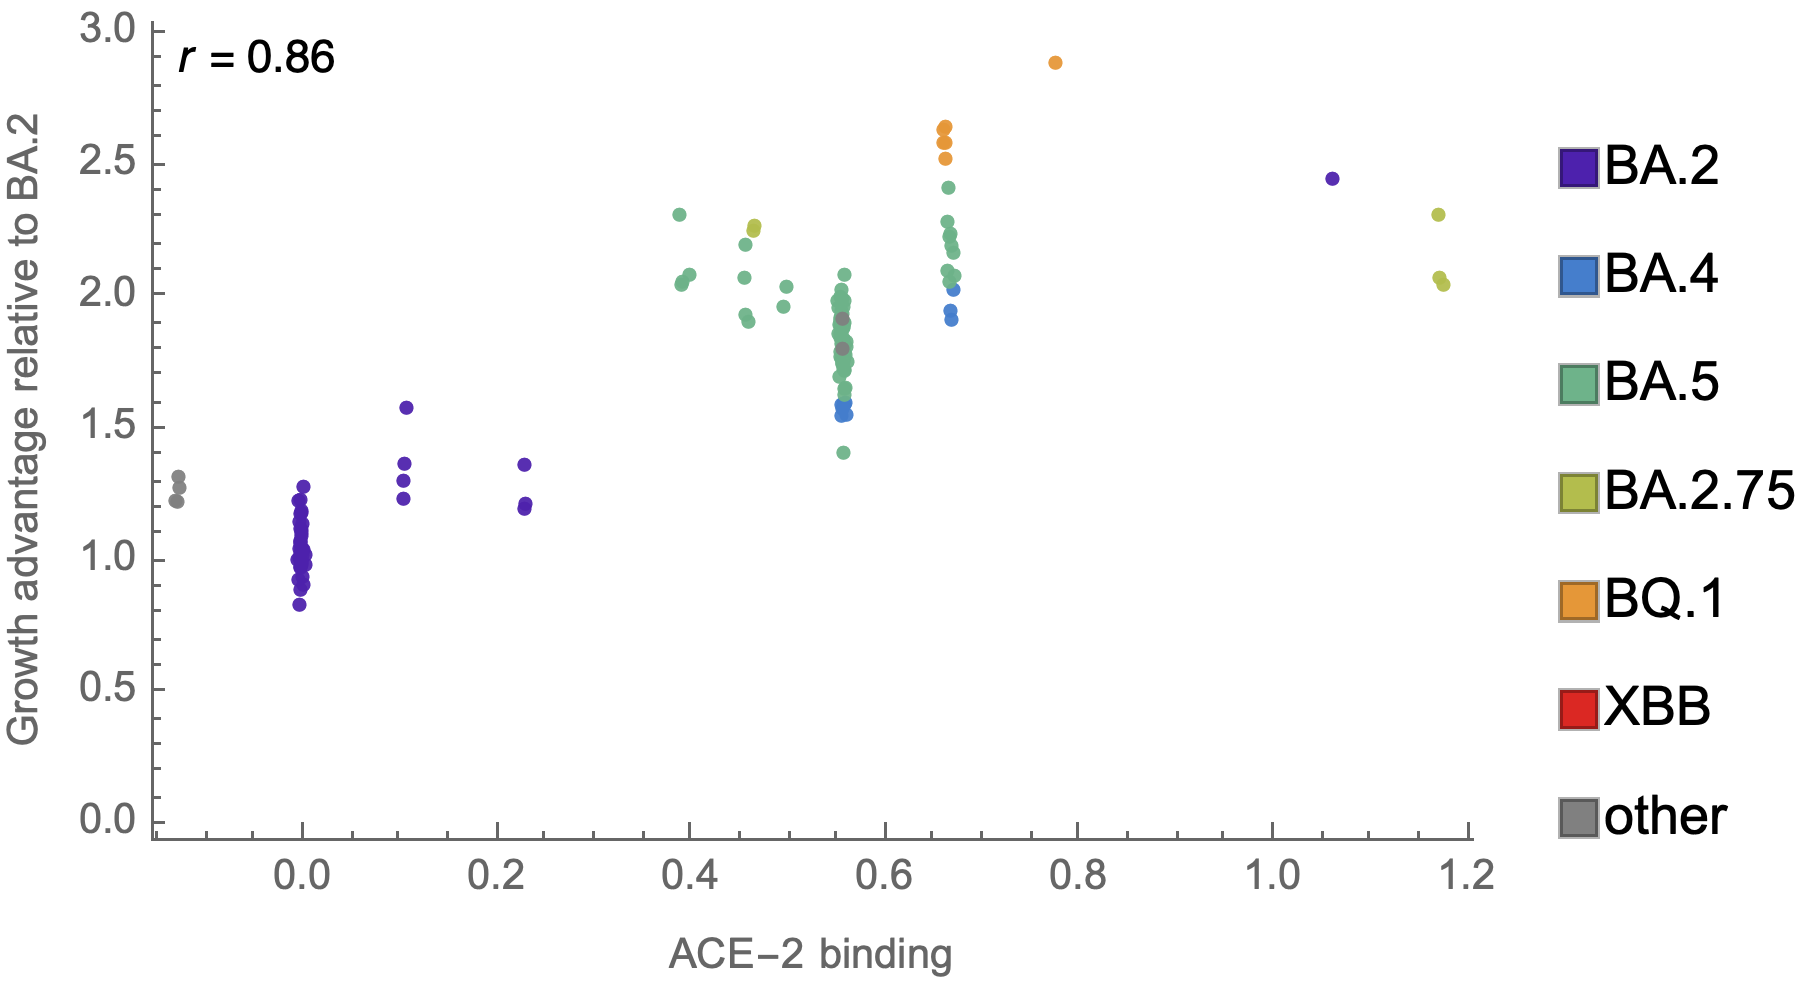 r = 0.86
Growth advantage relative to BA.2
3.0
2.5
2.0
1.5
1.0
0.5
0.0
0.0 0.2 0.4 0.6 0.8 1.0 1.2
ACE−2 binding
BA.2
BA.4
BA.5
BA.2.75
BQ.1
XBB
other